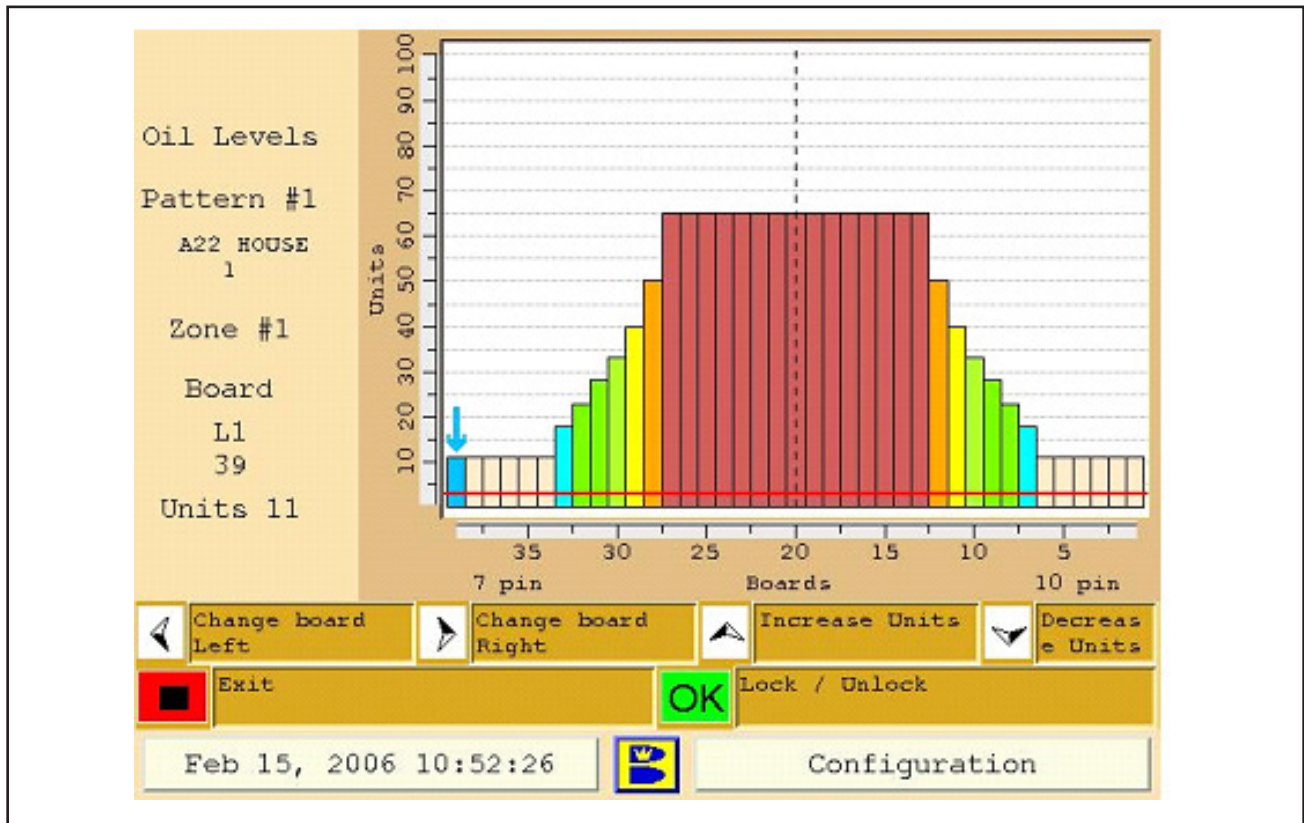 Oil Levels
Pattern #1
A22 HOUSE
1
Zone #1
Board
L1
39
Units 11
Units
100
90
80
70
60
50
40
30
20
10
35 30 25 20 15 10 5
7 pin Boards 10 pin
Change board
Left
Change board
Right
Increase Units
Decreas
e Units
Exit
OK
Lock / Unlock
Feb 15, 2006 10:52:26
Configuration